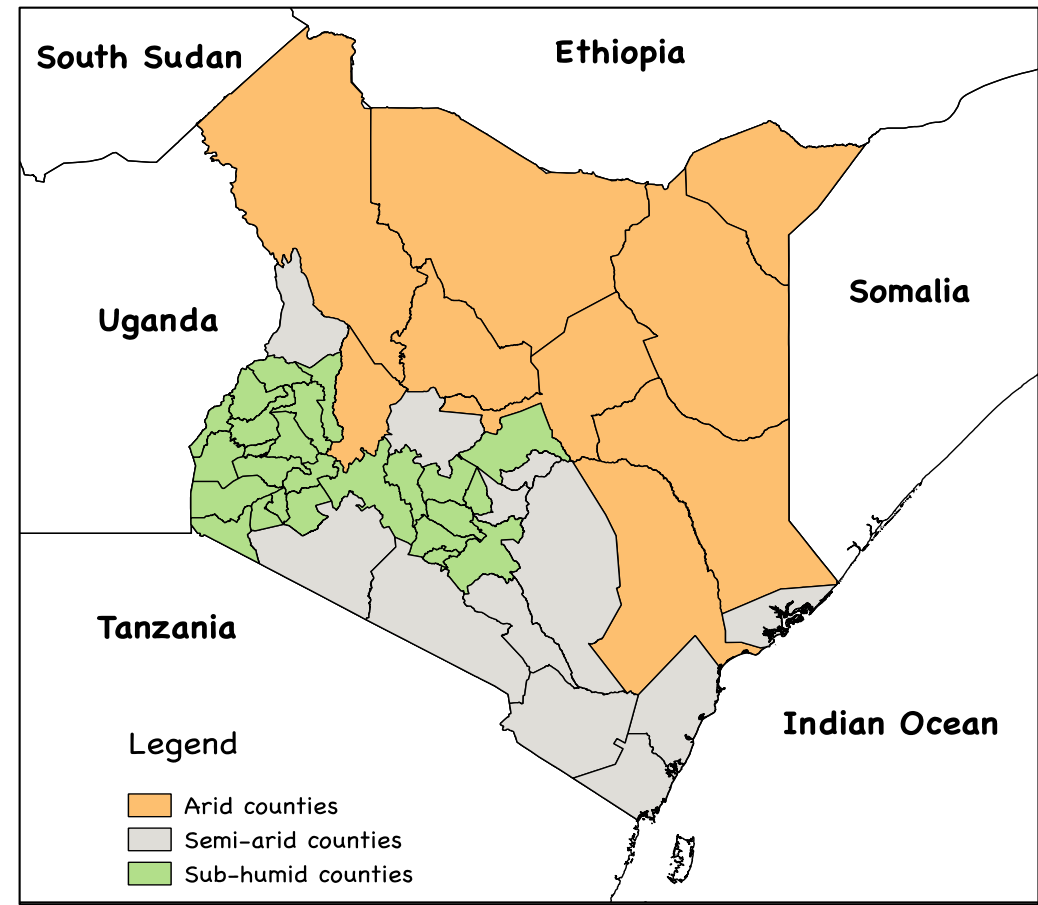 South Sudan
Ethiopia
Somalia
Uganda
Tanzania
Indian Ocean
Legend
Arid counties
Semi-arid counties
Sub-humid counties